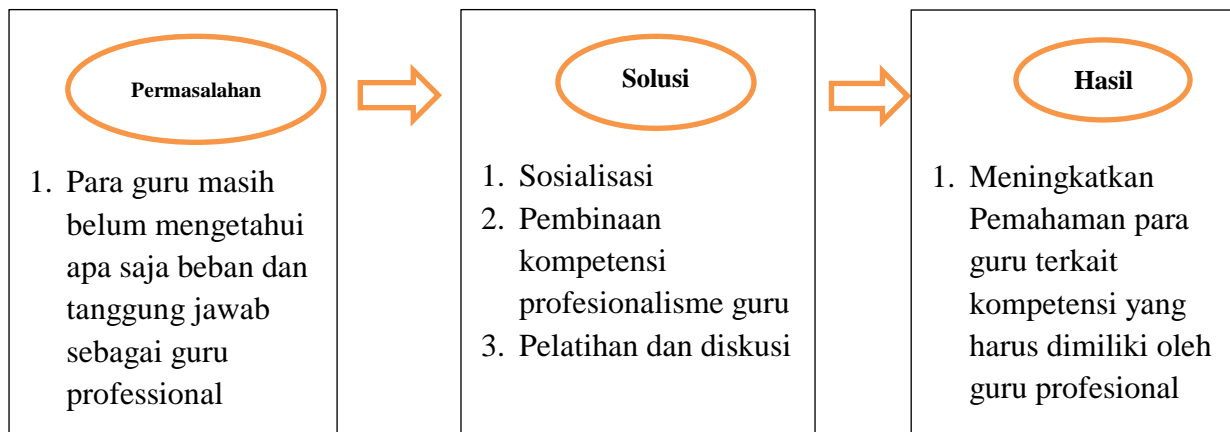 Permasalahan
1. Para guru masih
belum mengetahui
apa saja beban dan
tanggung jawab
sebagai guru
professional
Solusi
1. Sosialisasi
2. Pembinaan
kompetensi
profesionalisme guru
3. Pelatihan dan diskusi
Hasil
1. Meningkatkan
Pemahaman para
guru terkait
kompetensi yang
harus dimiliki oleh
guru profesional